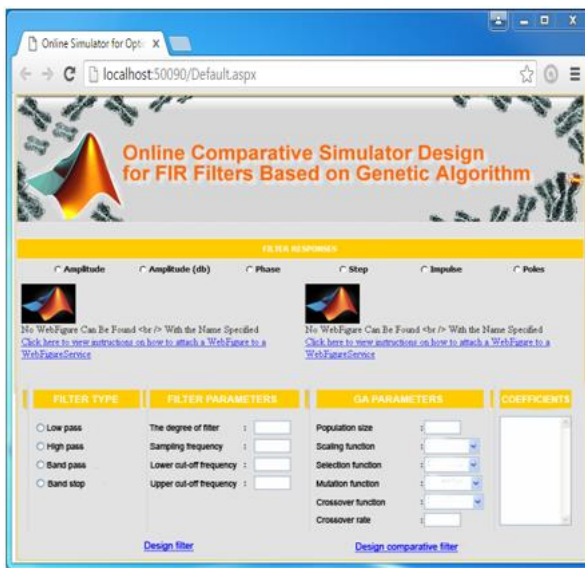 Online Simulator for Opti X
localhost:50090/Default.aspx
Online Comparative Simulator Design
for FIR Filters Based on Genetic Algorithm
FILTER RESPONSES
Amplitude Amplitude (db) Phase Step Impulse Poles
No WebFigure Can Be Found <br /> With the Name Specified
Click here to view instructions on how to attach a WebFigure to a
WebFigureService
No WebFigure Can Be Found <br /> With the Name Specified
Click here to view instructions on how to attach a WebFigure to a
WebFigureService
FILTER TYPE
Low pass
High pass
Band pass
Band stop
FILTER PARAMETERS
The degree of filter :
Sampling frequency :
Lower cut-off frequency :
Upper cut-off frequency :
Design filter
GA PARAMETERS
Population size :
Scaling function :
Selection function :
Mutation function :
Crossover function :
Crossover rate :
Design comparative filter
COEFFICIENTS